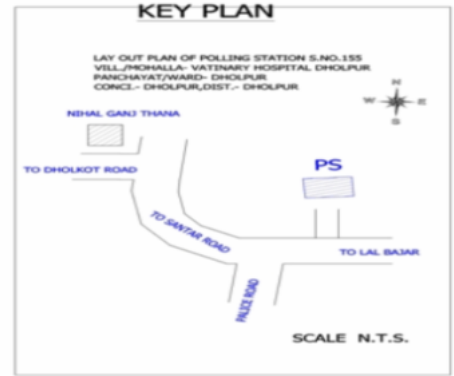 KEY PLAN
LAY OUT PLAN OF POLLING STATION S.NO.155
VILL./MOHALLA- VATINARY HOSPITAL DHOLPUR
PANCHAYAT/WARD- DHOLPUR
CONCI.- DHOLPUR,DIST.- DHOLPUR
N
W E
S
NIHAL GANJ THANA
TO DHOLKOT ROAD
PS
TO SANTAR ROAD
TO LAL BAJAR
PALICE ROAD
SCALE N.T.S.